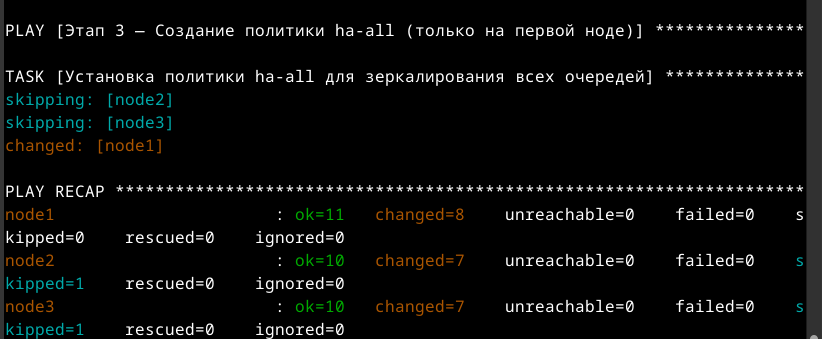 PLAY [Этап 3 — Создание политики ha-all (только на первой ноде)] ***************
TASK [Установка политики ha-all для зеркалирования всех очередей] **************
skipping: [node2]
skipping: [node3]
changed: [node1]
PLAY RECAP *********************************************************************
node1                      : ok=11   changed=8    unreachable=0    failed=0    s
kipped=0    rescued=0    ignored=0
node2                      : ok=10   changed=7    unreachable=0    failed=0    s
kipped=1    rescued=0    ignored=0
node3                      : ok=10   changed=7    unreachable=0    failed=0    s
kipped=1    rescued=0    ignored=0